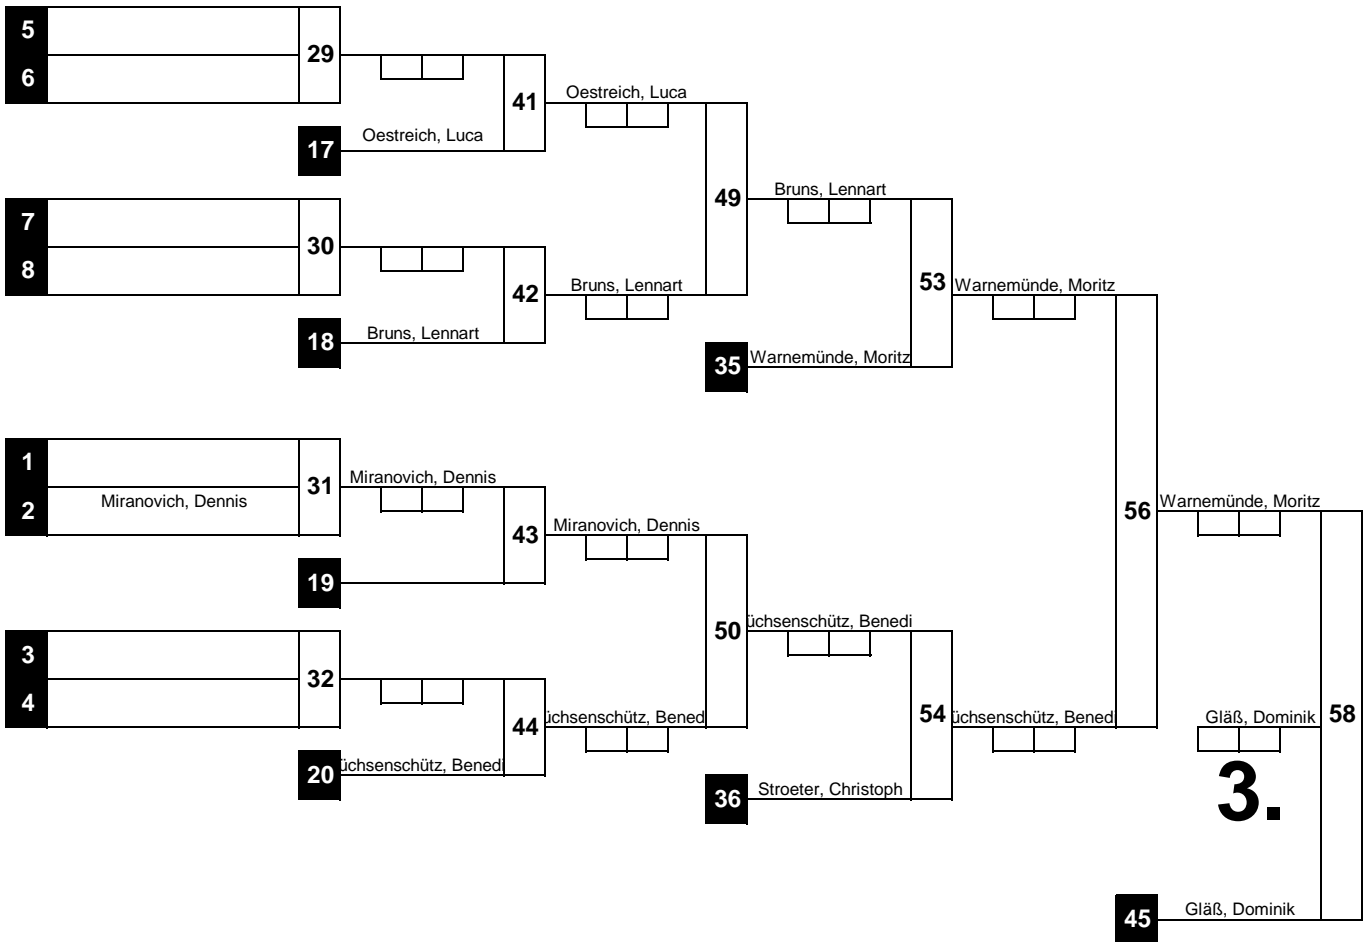 5
29
6
41
Oestreich, Luca
17
Oestreich, Luca
49
Bruns, Lennart
7
30
8
42
Bruns, Lennart
53
Warnemünde, Moritz
18
Bruns, Lennart
35
Warnemünde, Moritz
1
31
Miranovich, Dennis
2
Miranovich, Dennis
43
Miranovich, Dennis
56
Warnemünde, Moritz
19
50
üchsenschütz, Benedi
3
32
4
44
üchsenschütz, Benedi
54
üchsenschütz, Benedi
Gläß, Dominik
58
20
üchsenschütz, Benedi
36
Stroeter, Christoph
3.
45
Gläß, Dominik